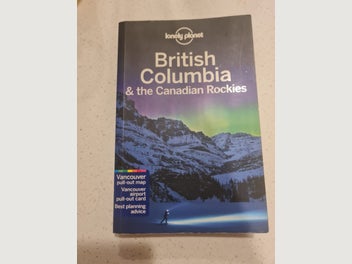 lonely planet
British
Columbia
& the Canadian Rockies
Vancouver
pull-out map
Vancouver
airport
pull-out card
Best planning
advice